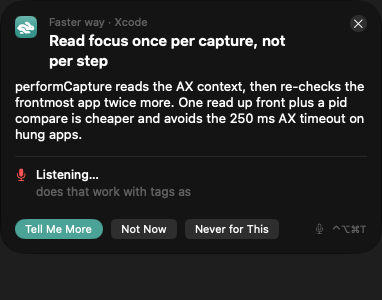 Faster way · Xcode
Read focus once per capture, not
per step
performCapture reads the AX context, then re-checks the
frontmost app twice more. One read up front plus a pid
compare is cheaper and avoids the 250 ms AX timeout on
hung apps.
Listening...
does that work with tags as
Tell Me More
Not Now
Never for This
^⌥⌘T